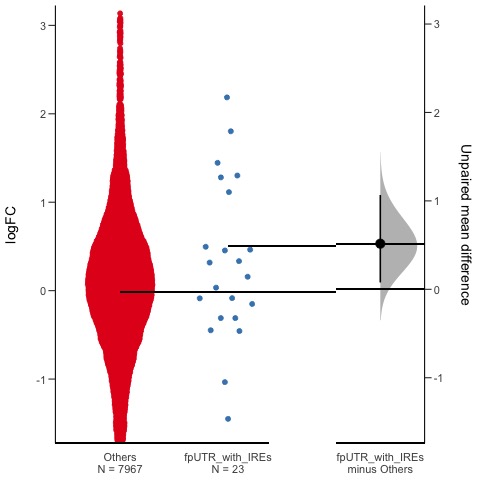 logFC
3
2
1
0
-1
3
2
1
0
-1
Unpaired mean difference
Others
N = 7967
fpUTR_with_IREs
N = 23
fpUTR_with_IREs
minus Others